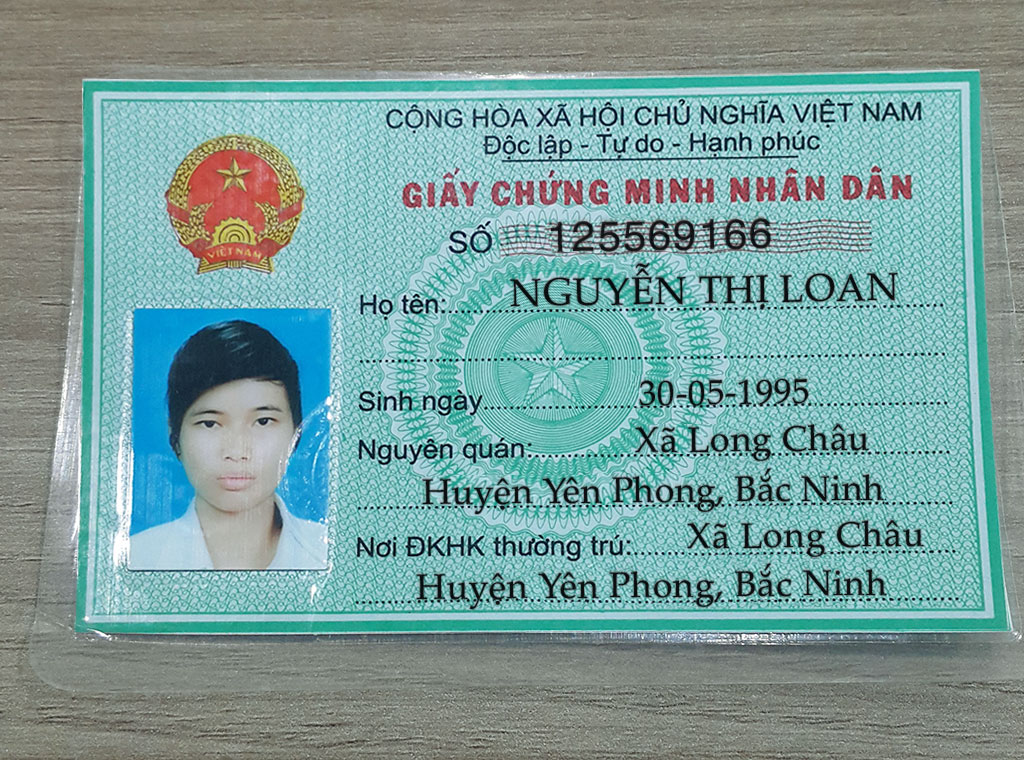 CỘNG HÒA XÃ HỘI CHỦ NGHĨA VIỆT NAM
Độc lập - Tự do - Hạnh phúc
GIẤY CHỨNG MINH NHÂN DÂN
SỐ 125569166
VIỆT NAM
Họ tên: NGUYỄN THỊ LOAN
Sinh ngày 30-05-1995
Nguyên quán: Xã Long Châu
Huyện Yên Phong, Bắc Ninh
Nơi ĐKHK thường trú: Xã Long Châu
Huyện Yên Phong, Bắc Ninh